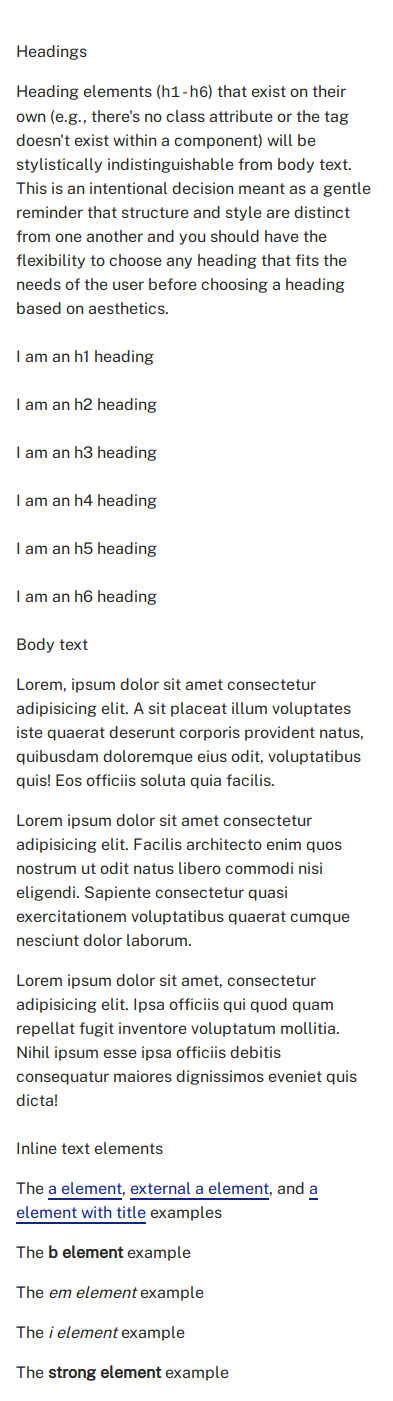 Headings
Heading elements (h1-h6) that exist on their
own (e.g., there's no class attribute or the tag
doesn't exist within a component) will be
stylistically indistinguishable from body text.
This is an intentional decision meant as a gentle
reminder that structure and style are distinct
from one another and you should have the
flexibility to choose any heading that fits the
needs of the user before choosing a heading
based on aesthetics.
I am an h1 heading
I am an h2 heading
I am an h3 heading
I am an h4 heading
I am an h5 heading
I am an h6 heading
Body text
Lorem, ipsum dolor sit amet consectetur
adipisicing elit. A sit placeat illum voluptates
iste quaerat deserunt corporis provident natus,
quibusdam doloremque eius odit, voluptatibus
quis! Eos officiis soluta quia facilis.
Lorem ipsum dolor sit amet consectetur
adipisicing elit. Facilis architecto enim quos
nostrum ut odit natus libero commodi nisi
eligendi. Sapiente consectetur quasi
exercitationem voluptatibus quaerat cumque
nesciunt dolor laborum.
Lorem ipsum dolor sit amet, consectetur
adipisicing elit. Ipsa officiis qui quod quam
repellat fugit inventore voluptatum mollitia.
Nihil ipsum esse ipsa officiis debitis
consequatur maiores dignissimos eveniet quis
dicta!
Inline text elements
The a element, external a element, and a
element with title examples
The b element example
The em element example
The i element example
The strong element example